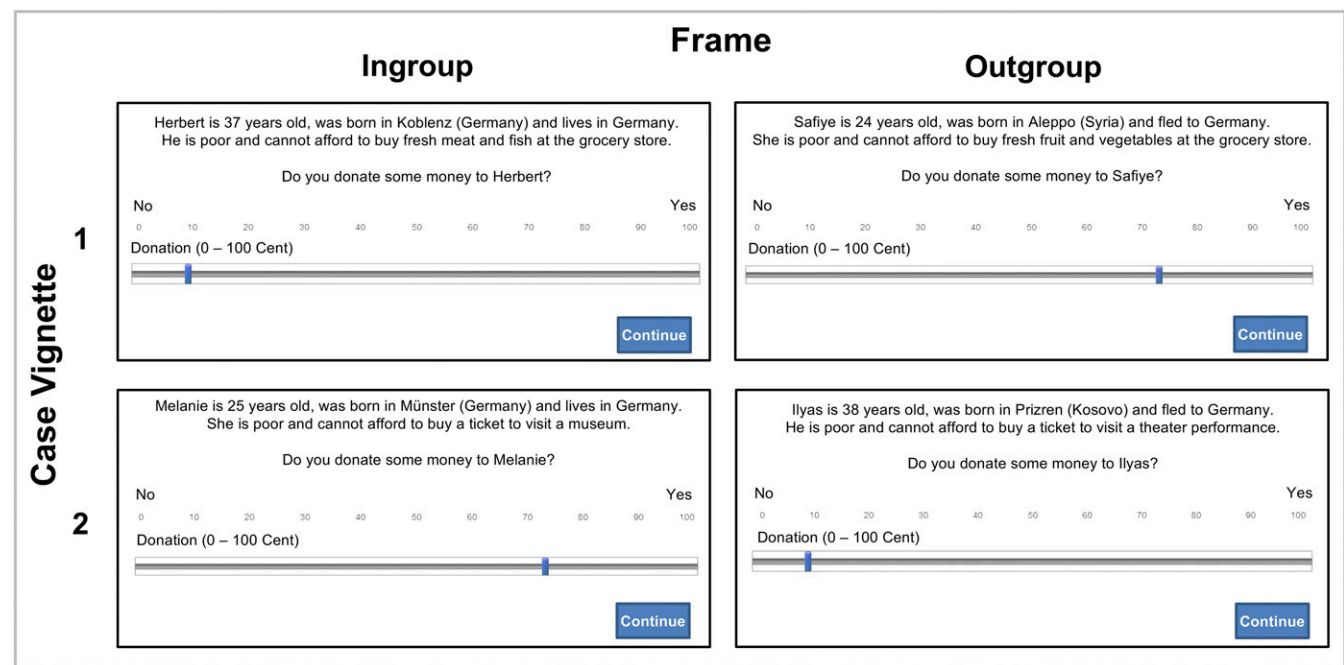 Frame
Ingroup
Outgroup
Case Vignette
1
Herbert is 37 years old, was born in Koblenz (Germany) and lives in Germany.
He is poor and cannot afford to buy fresh meat and fish at the grocery store.
Do you donate some money to Herbert?
No Yes
0 10 20 30 40 50 60 70 80 90 100
Donation (0 – 100 Cent)
Continue
Safiye is 24 years old, was born in Aleppo (Syria) and fled to Germany.
She is poor and cannot afford to buy fresh fruit and vegetables at the grocery store.
Do you donate some money to Safiye?
No Yes
0 10 20 30 40 50 60 70 80 90 100
Donation (0 – 100 Cent)
Continue
2
Melanie is 25 years old, was born in Münster (Germany) and lives in Germany.
She is poor and cannot afford to buy a ticket to visit a museum.
Do you donate some money to Melanie?
No Yes
0 10 20 30 40 50 60 70 80 90 100
Donation (0 – 100 Cent)
Continue
Ilyas is 38 years old, was born in Prizren (Kosovo) and fled to Germany.
He is poor and cannot afford to buy a ticket to visit a theater performance.
Do you donate some money to Ilyas?
No Yes
0 10 20 30 40 50 60 70 80 90 100
Donation (0 – 100 Cent)
Continue